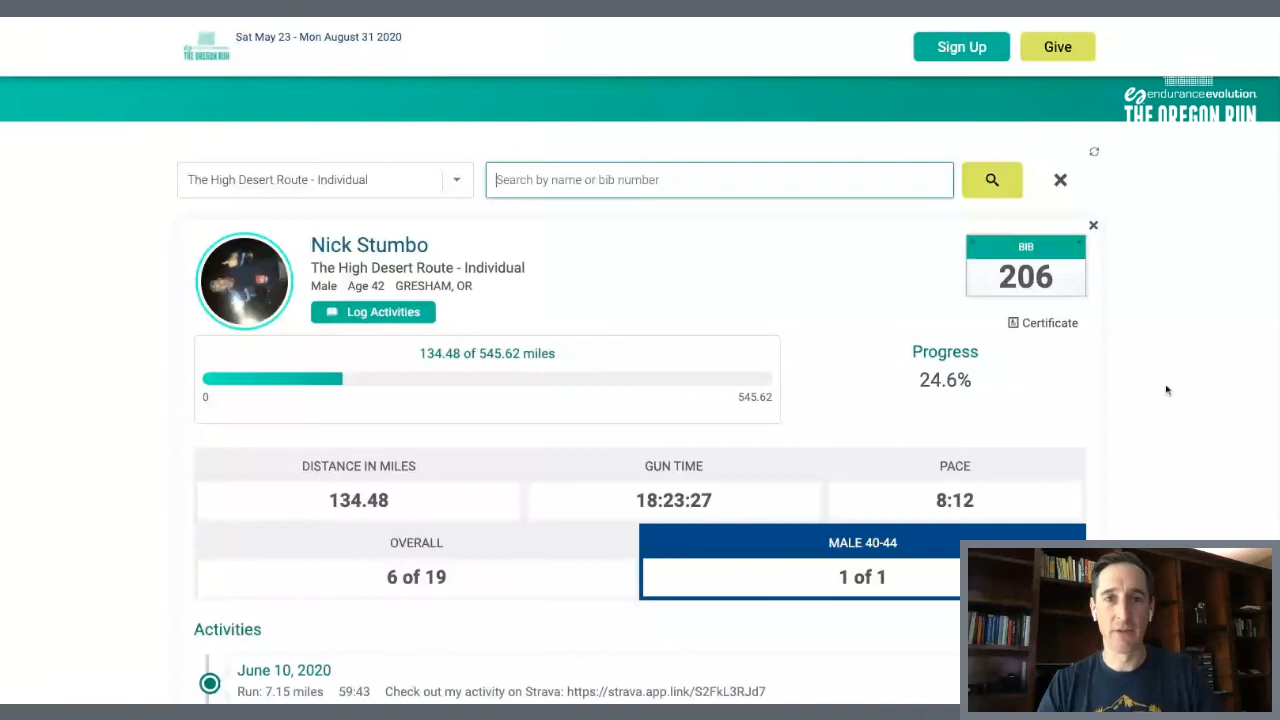 THE OREGON RUN
Sat May 23 - Mon August 31 2020
Sign Up
Give
enduranceevolution.
THE OREGON RUN
The High Desert Route - Individual
Search by name or bib number
Nick Stumbo
The High Desert Route - Individual
Male Age 42 GRESHAM, OR
Log Activities
BIB
206
Certificate
134.48 of 545.62 miles
0
545.62
Progress
24.6%
DISTANCE IN MILES
GUN TIME
PACE
134.48
18:23:27
8:12
OVERALL
MALE 40-44
6 of 19
1 of 1
Activities
June 10, 2020
Run: 7.15 miles 59:43 Check out my activity on Strava: https://strava.app.link/S2FkL3RJd7